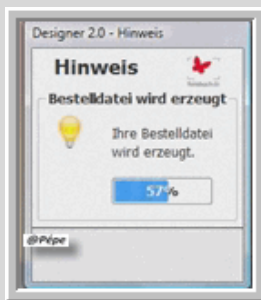 Designer 2.0 - Hinweis
Hinweis
Bestelldatei wird erzeugt
Ihre Bestelldatei
wird erzeugt.
57%
@Pépe